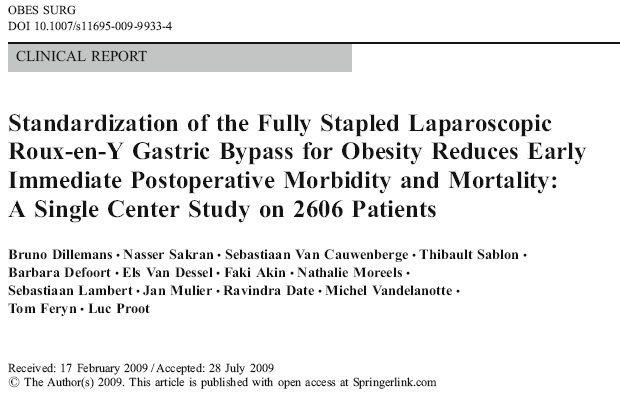 OBES SURG
DOI 10.1007/s11695-009-9933-4
CLINICAL REPORT
Standardization of the Fully Stapled Laparoscopic
Roux-en-Y Gastric Bypass for Obesity Reduces Early
Immediate Postoperative Morbidity and Mortality:
A Single Center Study on 2606 Patients
Bruno Dillemans · Nasser Sakran · Sebastiaan Van Cauwenberge · Thibault Sablon ·
Barbara Defoort · Els Van Dessel · Faki Akin · Nathalie Moreels ·
Sebastiaan Lambert · Jan Mulier · Ravindra Date · Michel Vandelanotte ·
Tom Feryn · Luc Proot
Received: 17 February 2009 / Accepted: 28 July 2009
© The Author(s) 2009. This article is published with open access at Springerlink.com